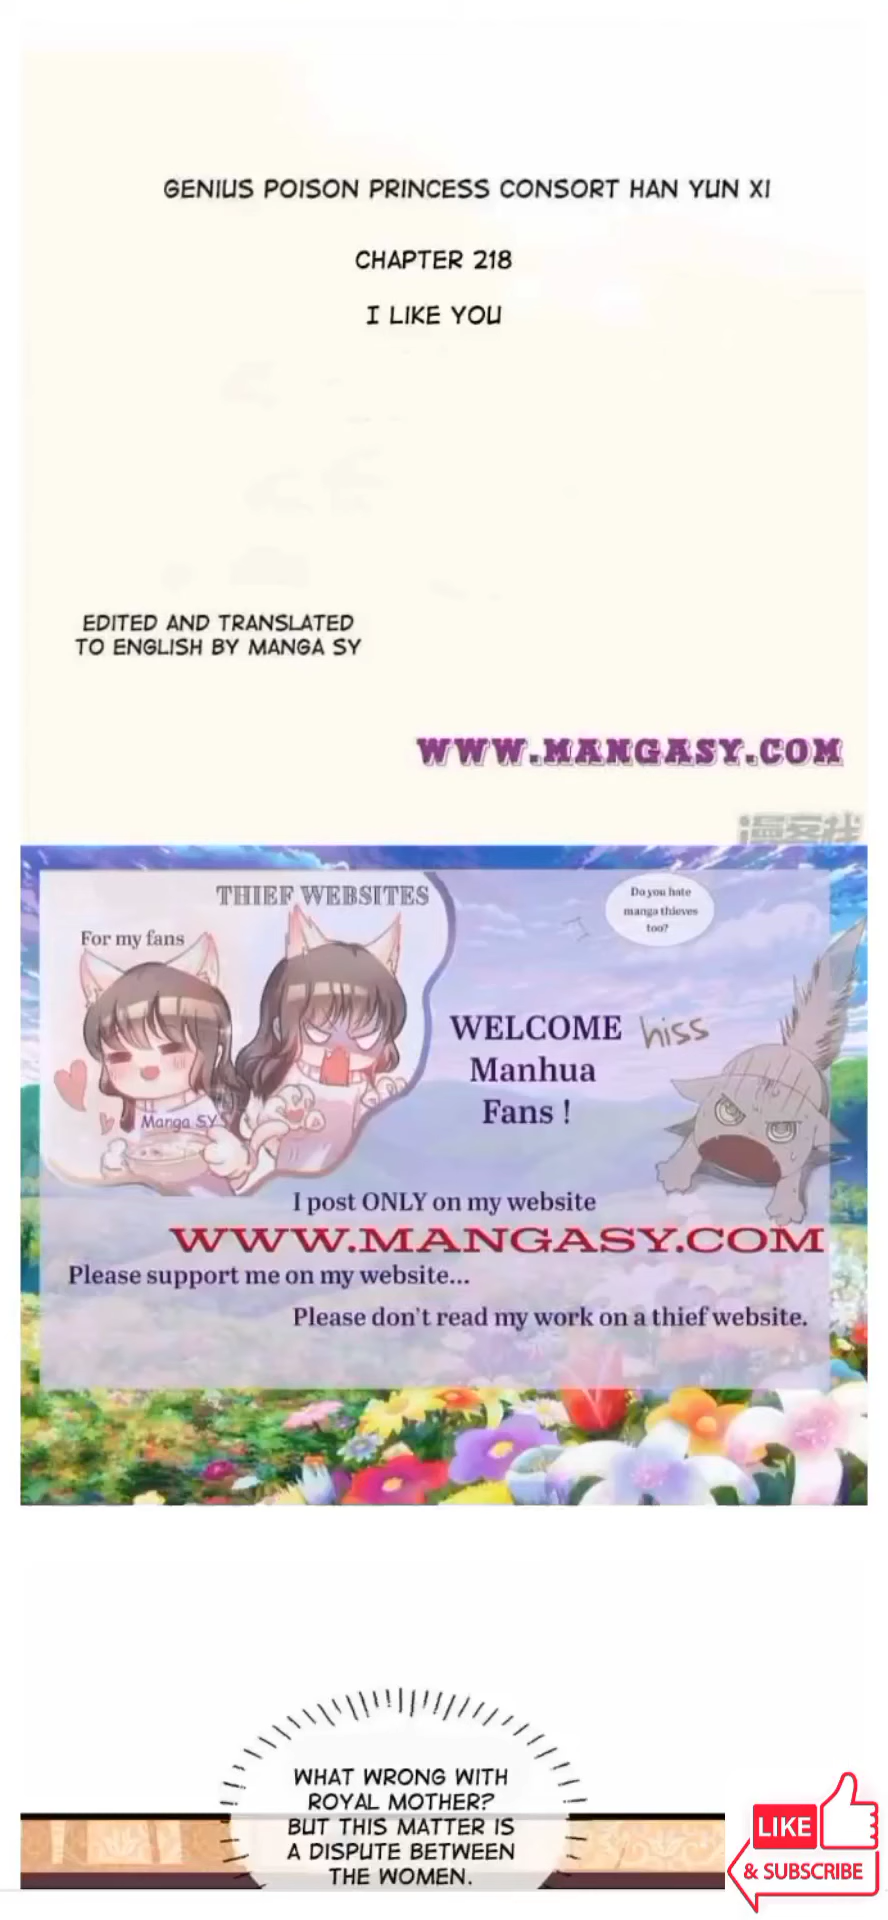 GENIUS POISON PRINCESS CONSORT HAN YUN XI
CHAPTER 218
I LIKE YOU
EDITED AND TRANSLATED
TO ENGLISH BY MANGA SY
WWW.MANGASY.COM
漫客栈
THIEF WEBSITES
For my fans
Do you hate
manga thieves
too?
WELCOME
hiss
Manhua
Fans !
Manga SY
I post ONLY on my website
WWW.MANGASY.COM
Please support me on my website...
Please don't read my work on a thief website.
WHAT WRONG WITH
ROYAL MOTHER?
BUT THIS MATTER IS
A DISPUTE BETWEEN
THE WOMEN.
LIKE
& SUBSCRIBE